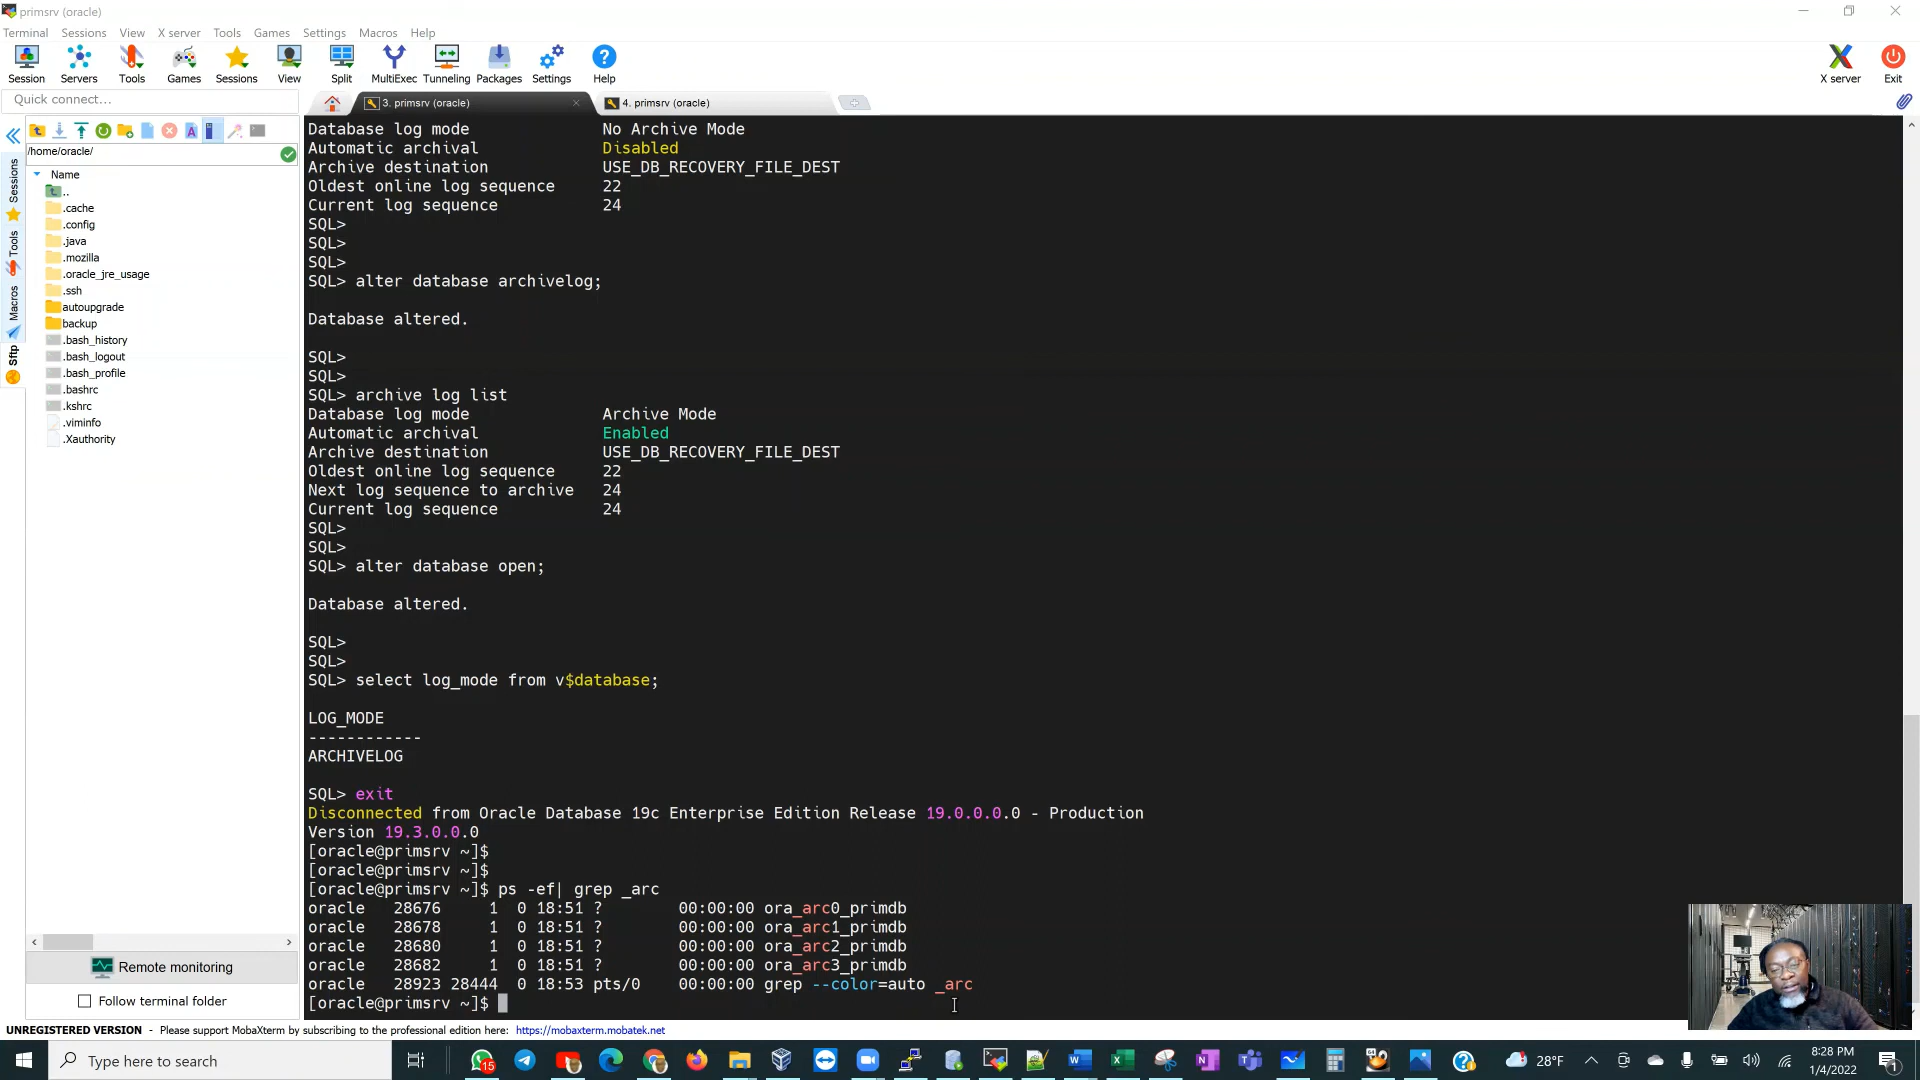 primsrv (oracle)
Terminal Sessions View X server Tools Games Settings Macros Help
Session Servers Tools Games Sessions View Split MultiExec Tunneling Packages Settings Help X server Exit
Quick connect...
3. primsrv (oracle)
4. primsrv (oracle)
/home/oracle/
Name
..
.cache
.config
.java
.mozilla
.oracle_jre_usage
.ssh
autoupgrade
backup
.bash_history
.bash_logout
.bash_profile
.bashrc
.kshrc
.viminfo
.Xauthority
Sessions
Tools
Macros
Sftp
Remote monitoring
Follow terminal folder
Database log mode No Archive Mode
Automatic archival Disabled
Archive destination USE_DB_RECOVERY_FILE_DEST
Oldest online log sequence 22
Current log sequence 24
SQL>
SQL>
SQL>
SQL> alter database archivelog;
Database altered.
SQL>
SQL>
SQL> archive log list
Database log mode Archive Mode
Automatic archival Enabled
Archive destination USE_DB_RECOVERY_FILE_DEST
Oldest online log sequence 22
Next log sequence to archive 24
Current log sequence 24
SQL>
SQL>
SQL> alter database open;
Database altered.
SQL>
SQL>
SQL> select log_mode from v$database;
LOG_MODE
------------
ARCHIVELOG
SQL> exit
Disconnected from Oracle Database 19c Enterprise Edition Release 19.0.0.0.0 - Production
Version 19.3.0.0.0
[oracle@primsrv ~]$
[oracle@primsrv ~]$
[oracle@primsrv ~]$ ps -ef| grep _arc
oracle 28676 1 0 18:51 ? 00:00:00 ora_arc0_primdb
oracle 28678 1 0 18:51 ? 00:00:00 ora_arc1_primdb
oracle 28680 1 0 18:51 ? 00:00:00 ora_arc2_primdb
oracle 28682 1 0 18:51 ? 00:00:00 ora_arc3_primdb
oracle 28923 28444 0 18:53 pts/0 00:00:00 grep --color=auto _arc
[oracle@primsrv ~]$
UNREGISTERED VERSION - Please support MobaXterm by subscribing to the professional edition here: https://mobaxterm.mobatek.net
Type here to search
15
28°F
8:28 PM
1/4/2022
1